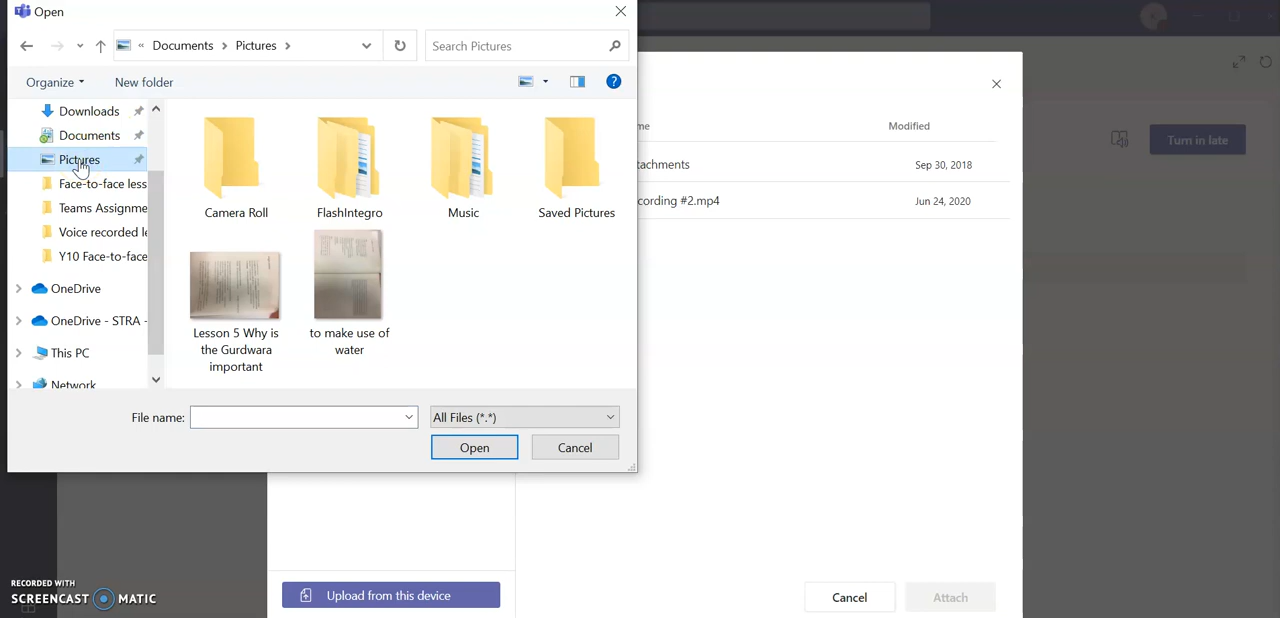 Open
« Documents > Pictures >
Search Pictures
Organize
New folder
Downloads
Documents
Pictures
Face-to-face less
Teams Assignme
Voice recorded le
Y10 Face-to-face
OneDrive
OneDrive - STRA -
This PC
Network
Camera Roll
FlashIntegro
Music
Saved Pictures
Lesson 5 Why is
the Gurdwara
important
to make use of
water
File name:
All Files (*.*)
Open
Cancel
me
Modified
tachments
Sep 30, 2018
cording #2.mp4
Jun 24, 2020
Turn in late
Upload from this device
Cancel
Attach
RECORDED WITH
SCREENCAST MATIC